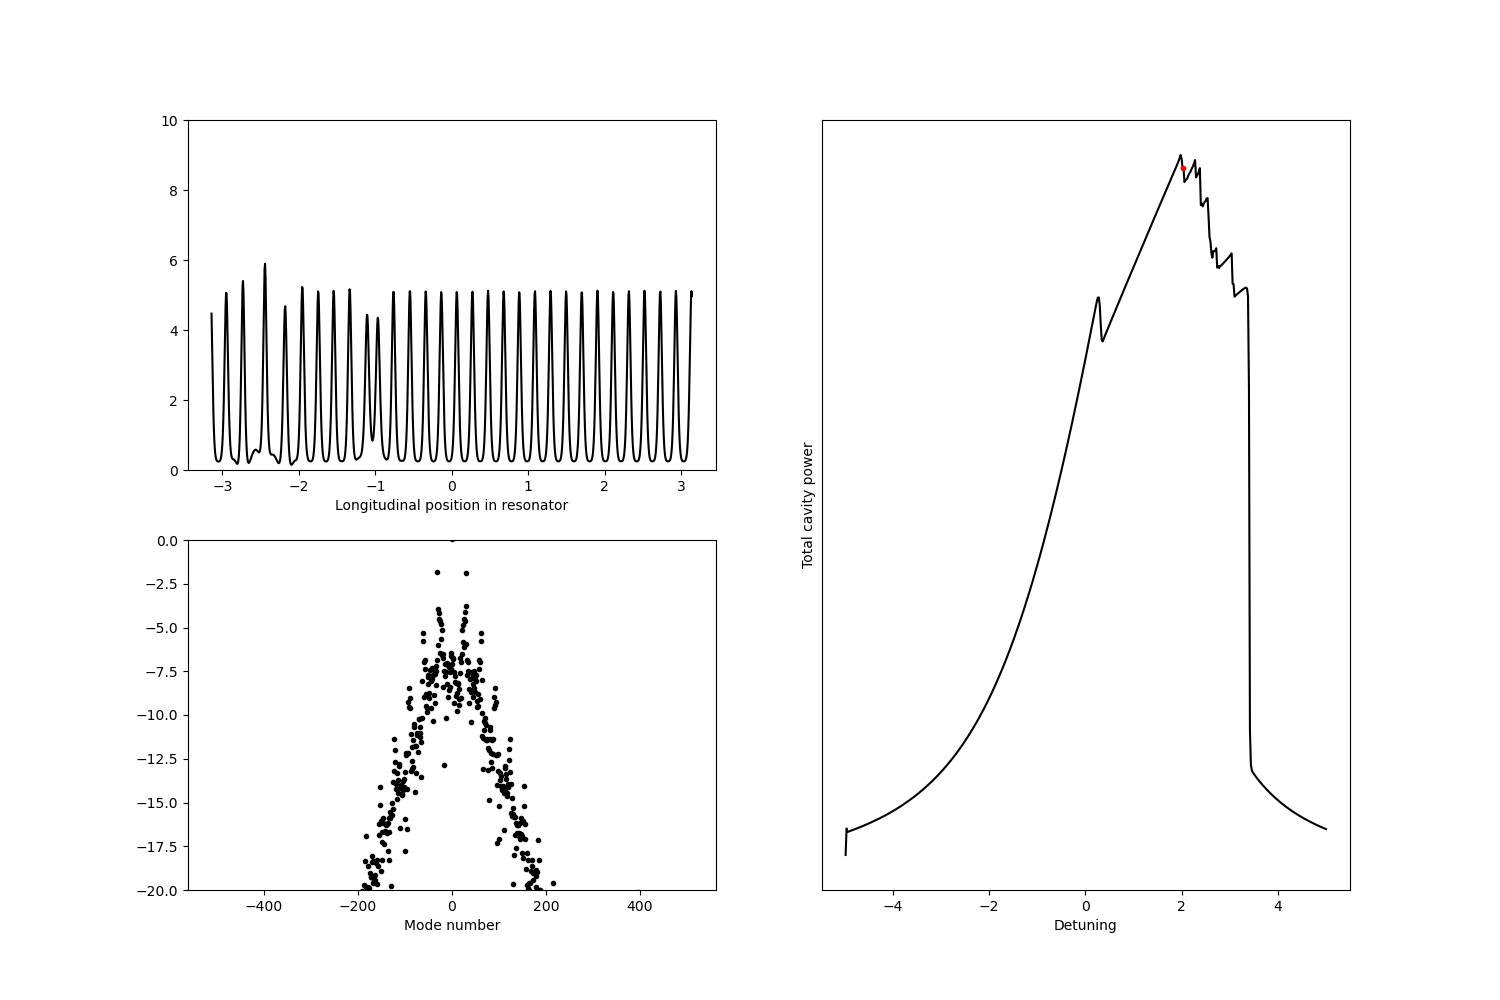 10
8
6
4
2
0
−3 −2 −1 0 1 2 3
Longitudinal position in resonator
0.0
−2.5
−5.0
−7.5
−10.0
−12.5
−15.0
−17.5
−20.0
−400 −200 0 200 400
Mode number
Total cavity power
−4 −2 0 2 4
Detuning